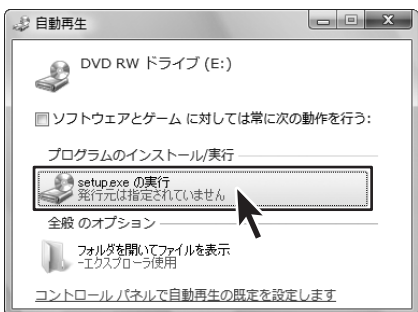 自動再生
DVD RW ドライブ (E:)
ソフトウェアとゲーム に対しては常に次の動作を行う:
プログラムのインストール/実行
setup.exe の実行
発行元は指定されていません
全般 のオプション
フォルダを開いてファイルを表示
-エクスプローラ使用
コントロール パネルで自動再生の既定を設定します